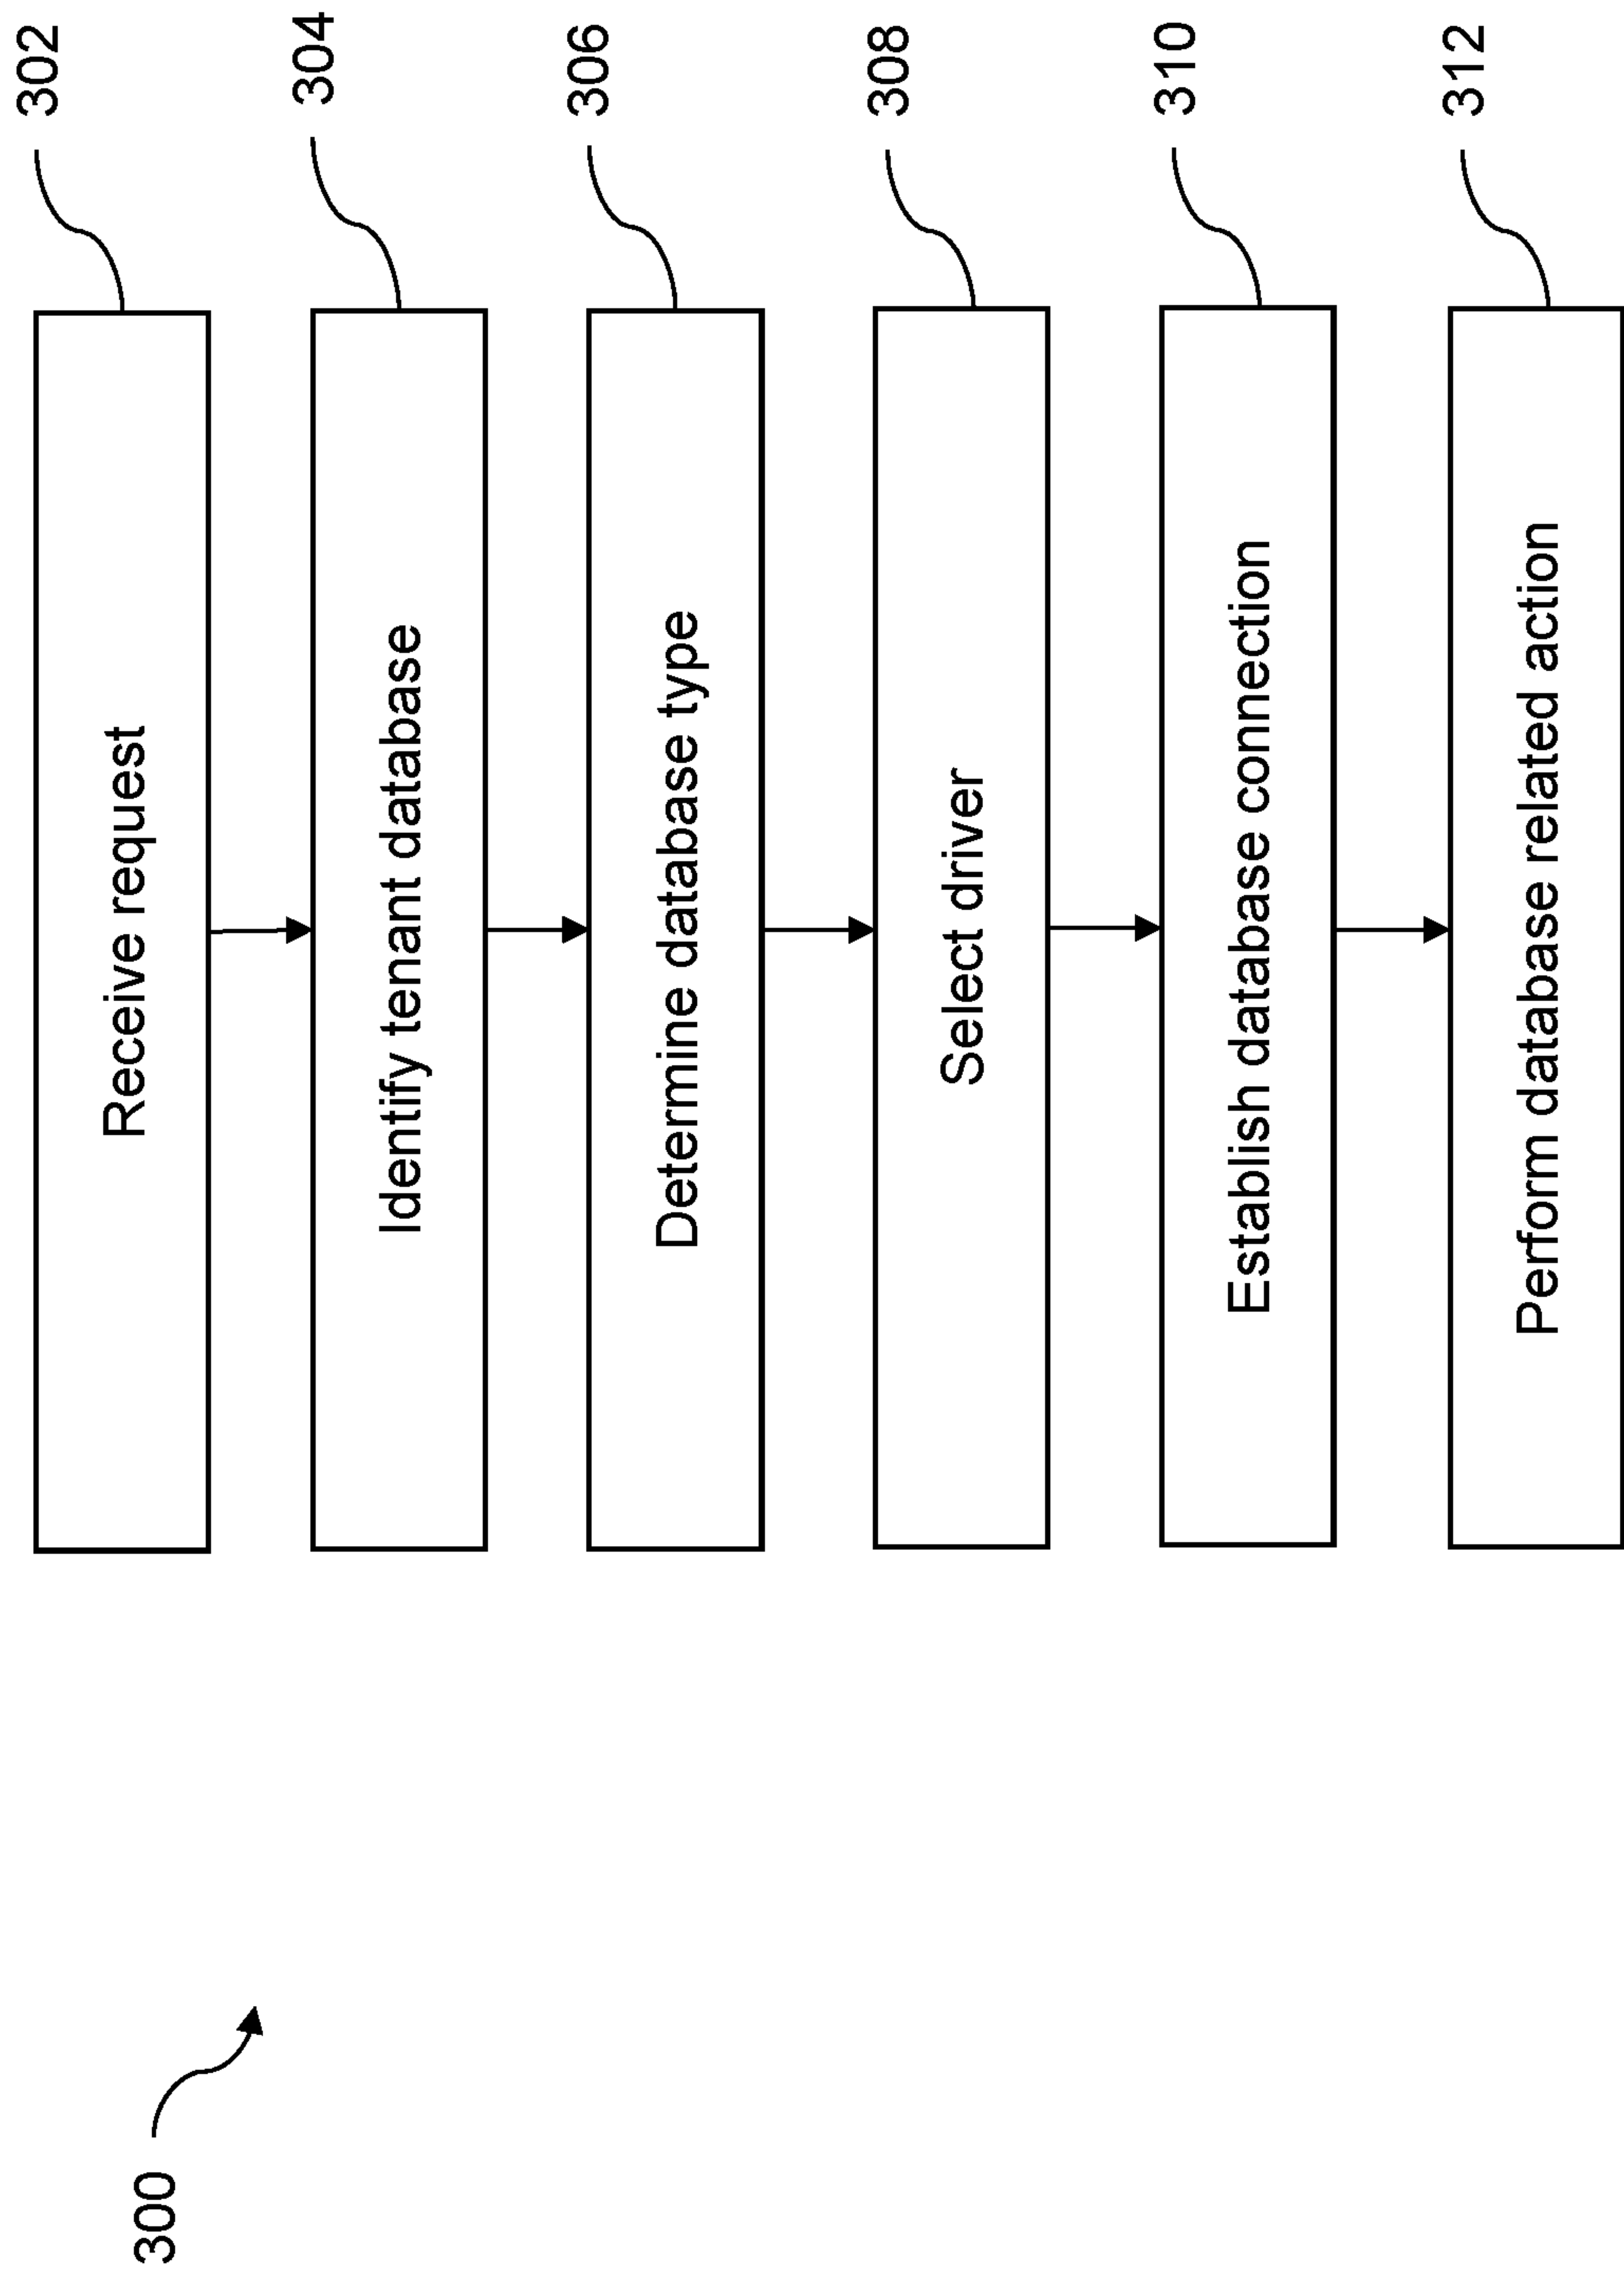 300
Receive request
302
Identify tenant database
304
Determine database type
306
Select driver
308
Establish database connection
310
Perform database related action
312